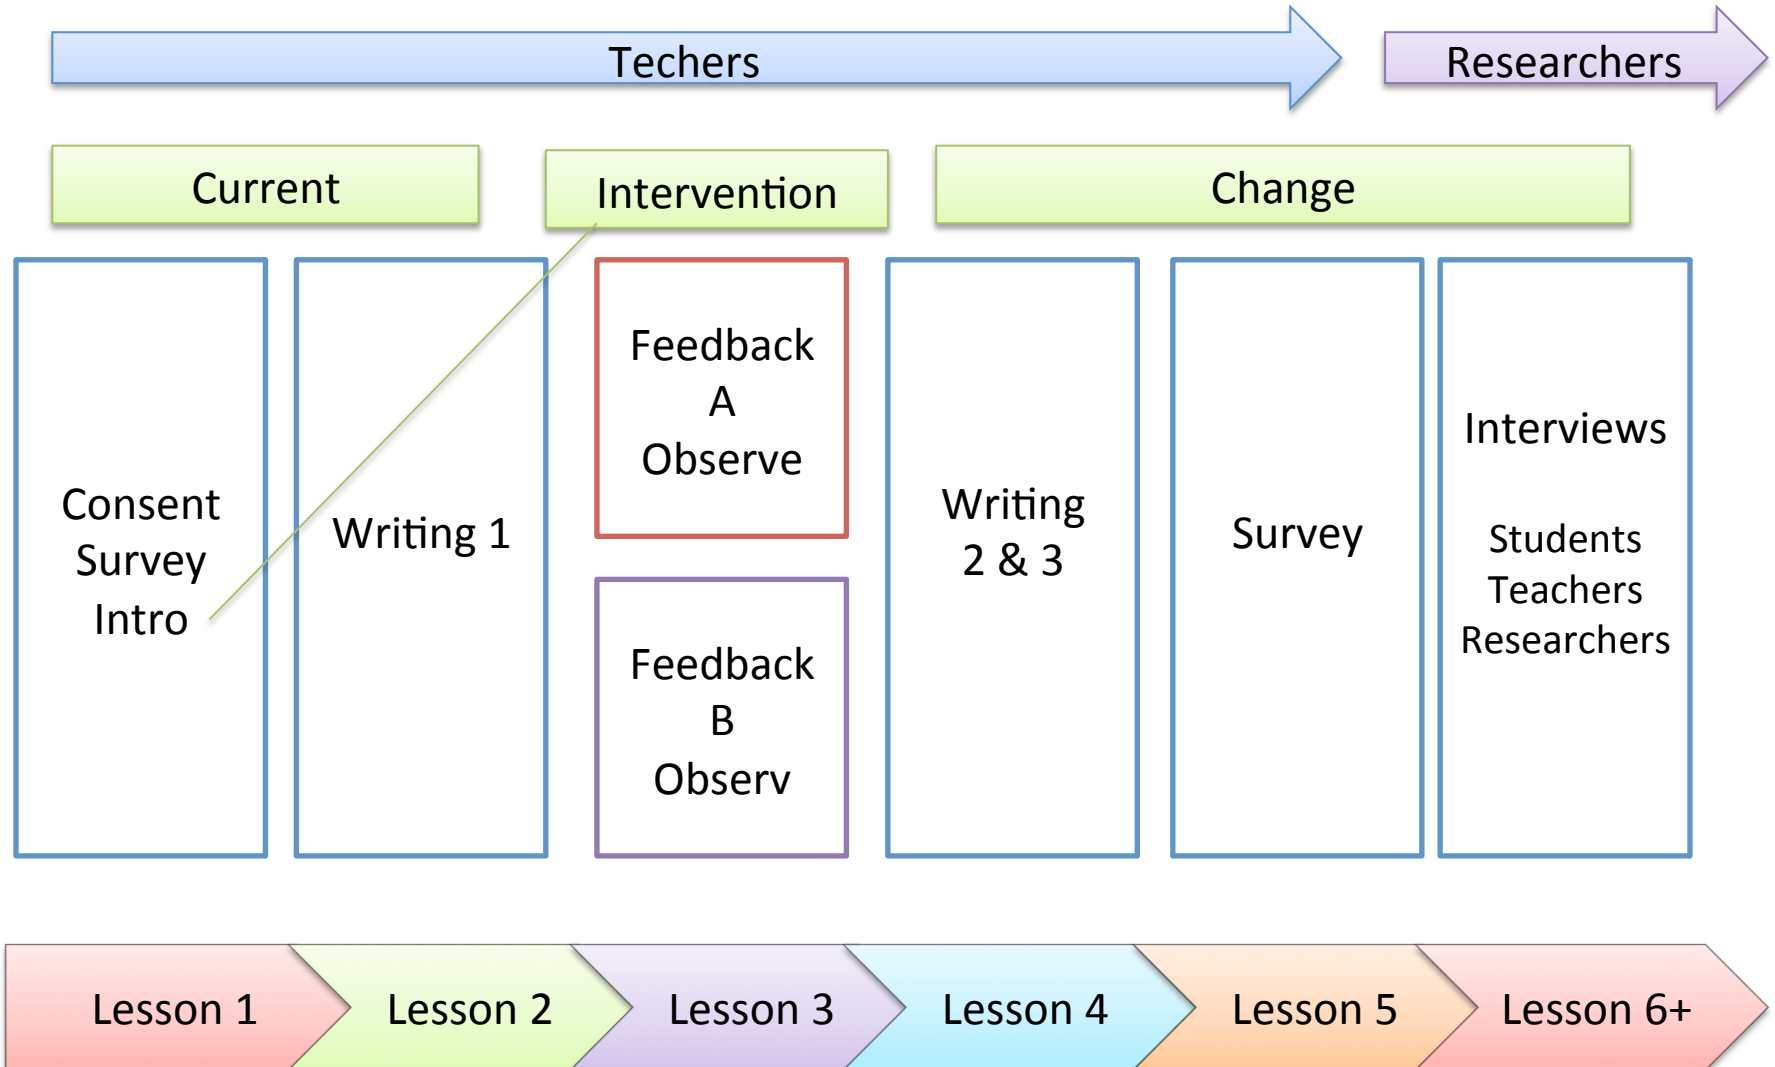 Techers
Researchers
Current
Intervention
Change
Consent
Survey
Intro
Writing 1
Feedback
A
Observe
Feedback
B
Observ
Writing
2 & 3
Survey
Interviews
Students
Teachers
Researchers
Lesson 1
Lesson 2
Lesson 3
Lesson 4
Lesson 5
Lesson 6+